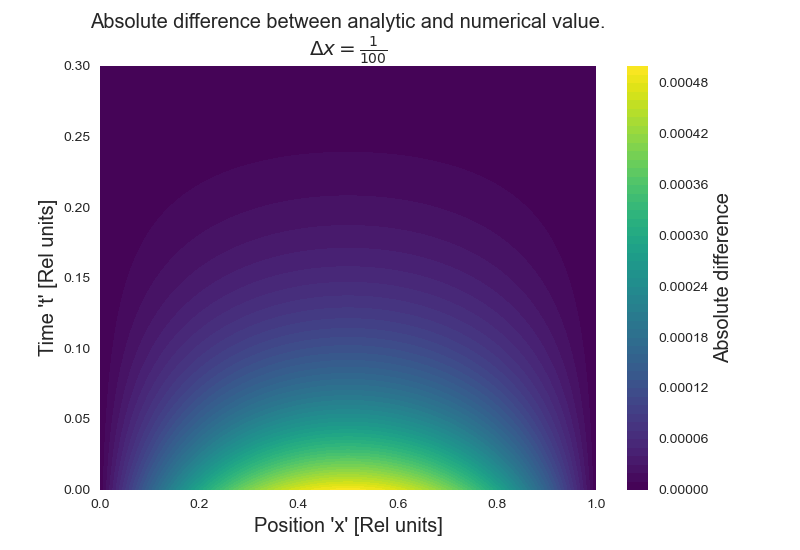 Absolute difference between analytic and numerical value.
Δx = 1/100
0.30
0.25
0.20
0.15
0.10
0.05
0.00
Time 't' [Rel units]
0.0 0.2 0.4 0.6 0.8 1.0
Position 'x' [Rel units]
0.00048
0.00042
0.00036
0.00030
0.00024
0.00018
0.00012
0.00006
0.00000
Absolute difference